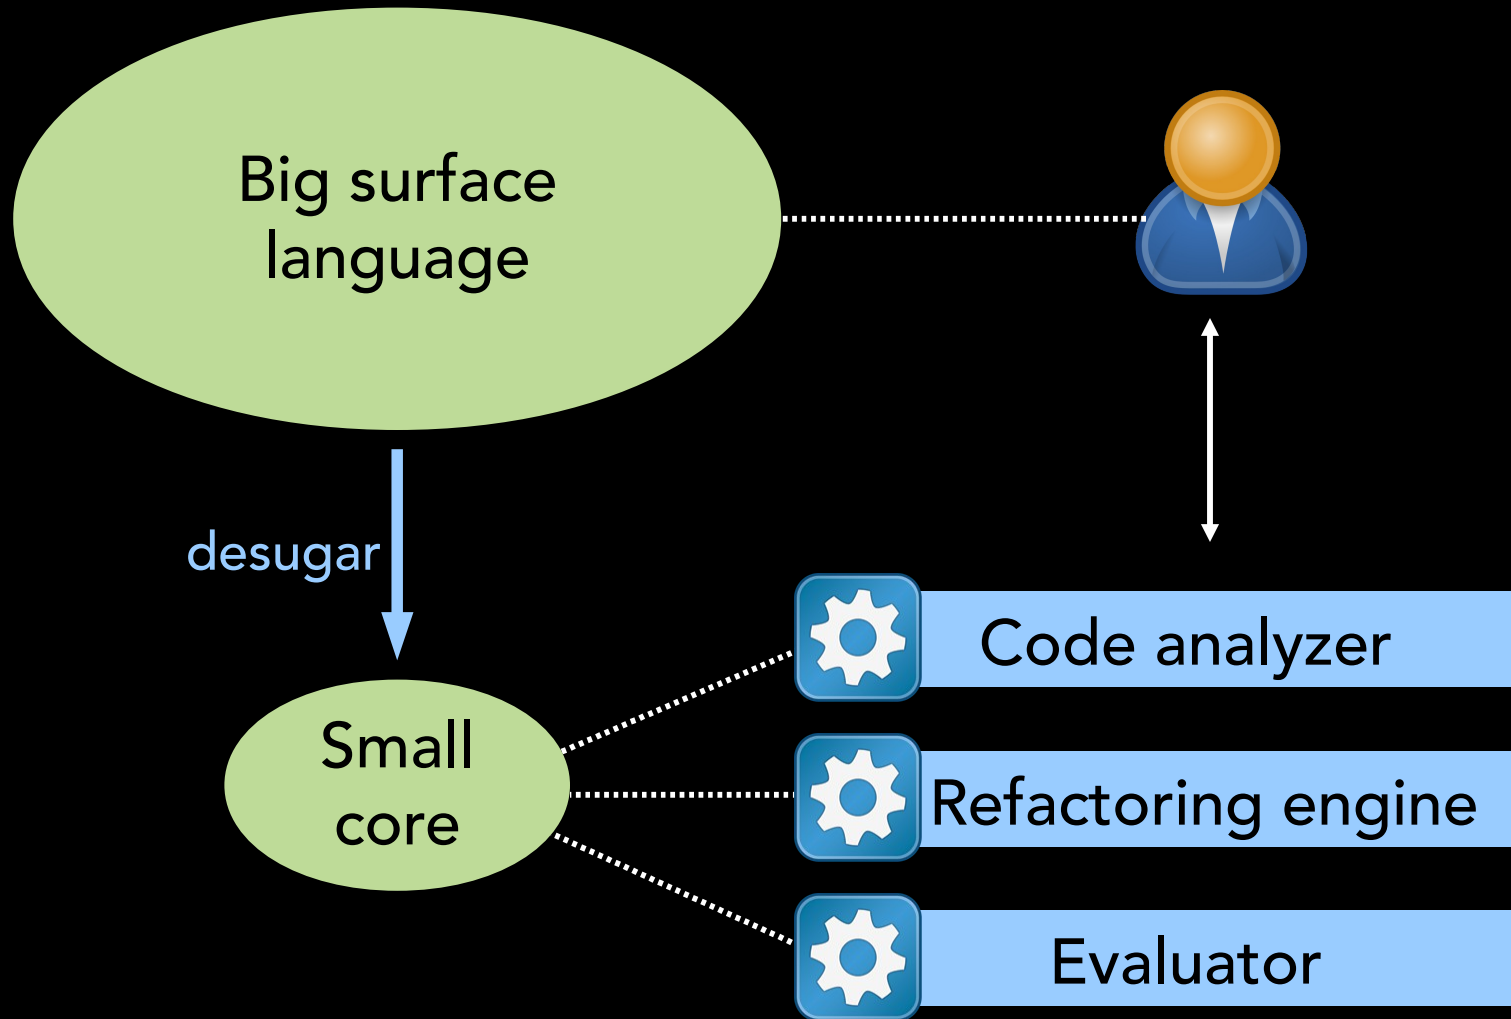 Big surface
language
desugar
Small
core
Code analyzer
Refactoring engine
Evaluator